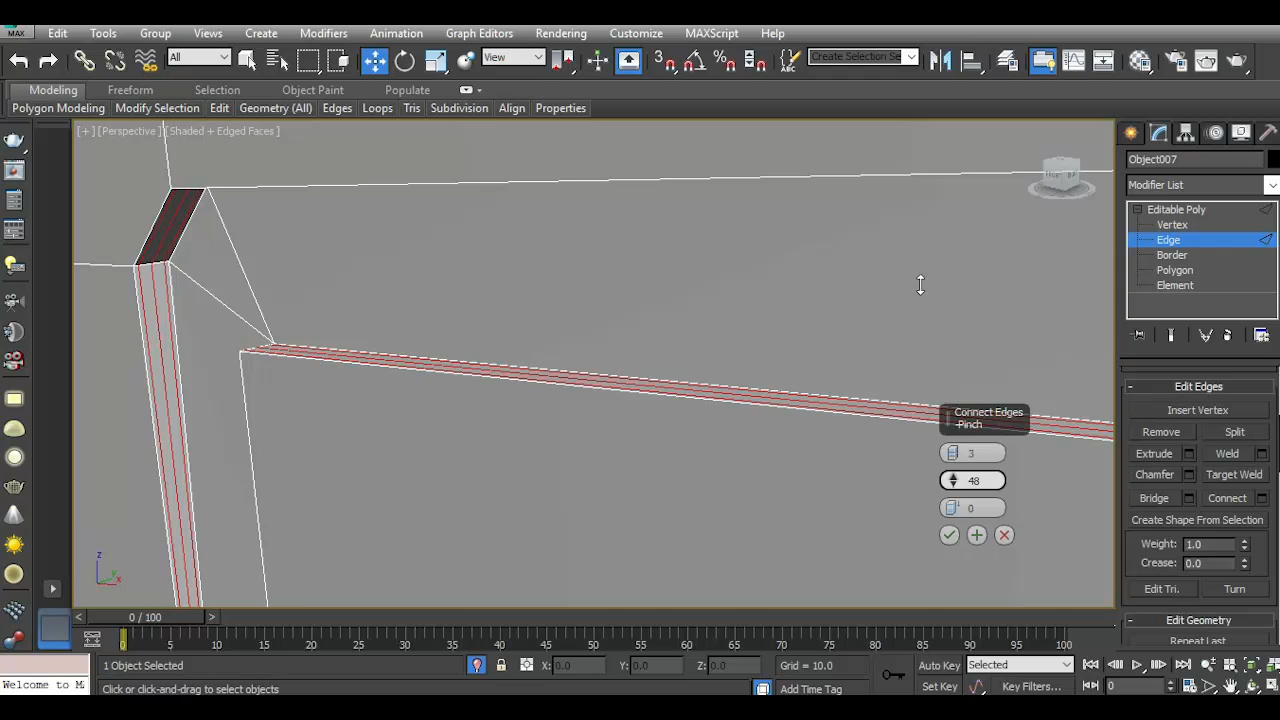 MAX Edit Tools Group Views Create Modifiers Animation Graph Editors Rendering Customize MAXScript Help
All View 3 Create Selection Se
ABC
Modeling Freeform Selection Object Paint Populate
Polygon Modeling Modify Selection Edit Geometry (All) Edges Loops Tris Subdivision Align Properties
[+] [Perspective] [Shaded + Edged Faces]
Object007
Modifier List
Editable Poly
Vertex
Edge
Border
Polygon
Element
Edit Edges
Insert Vertex
Remove Split
Extrude Weld
Chamfer Target Weld
Bridge Connect
Create Shape From Selection
Weight: 1.0
Crease: 0.0
Edit Tri. Turn
Edit Geometry
Repeat Last
Connect Edges
-Pinch
3
48
0
z
y
x
< 0 / 100 >
0 5 10 15 20 25 30 35 40 45 50 55 60 65 70 75 80 85 90 95 100
1 Object Selected X: 0.0 Y: 0.0 Z: 0.0 Grid = 10.0 Auto Key Selected
Welcome to M Click or click-and-drag to select objects Add Time Tag Set Key Key Filters... 0